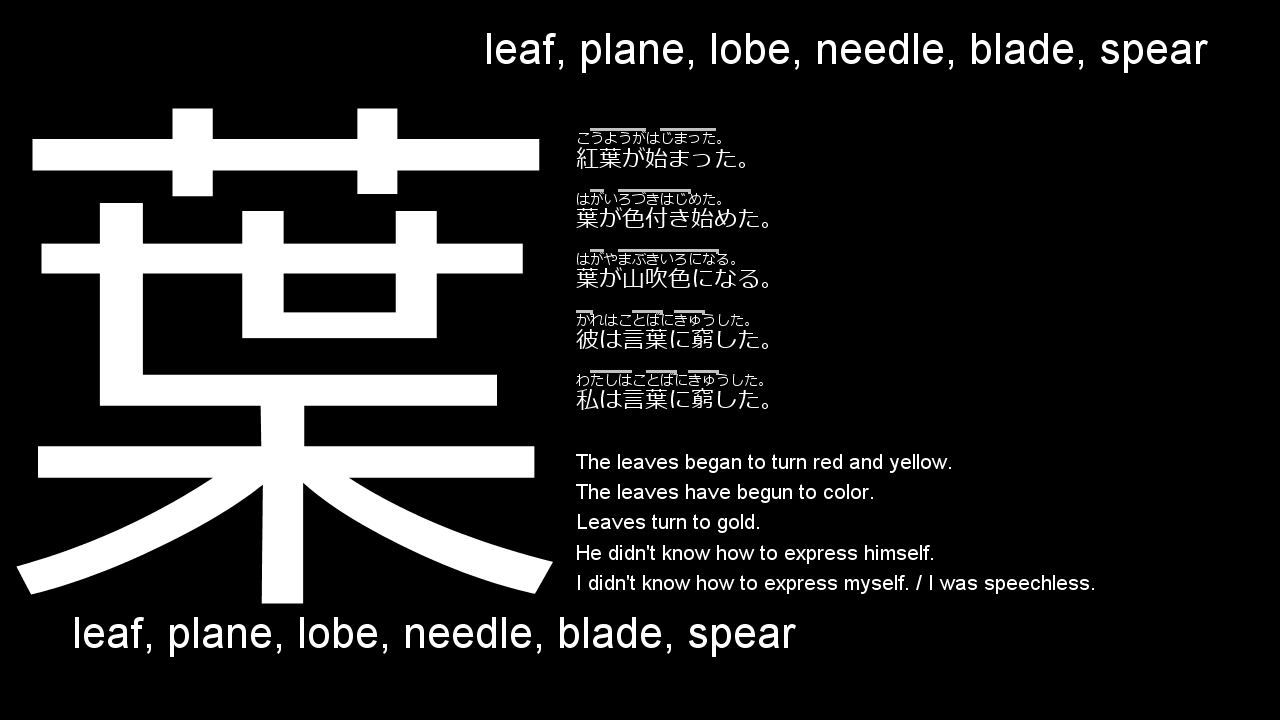 leaf, plane, lobe, needle, blade, spear
葉
こうようがはじまった。
紅葉が始まった。
はがいろづきはじめた。
葉が色付き始めた。
はがやまぶきいろになる。
葉が山吹色になる。
かれはことばにきゅうした。
彼は言葉に窮した。
わたしはことばにきゅうした。
私は言葉に窮した。
The leaves began to turn red and yellow.
The leaves have begun to color.
Leaves turn to gold.
He didn't know how to express himself.
I didn't know how to express myself. / I was speechless.
leaf, plane, lobe, needle, blade, spear